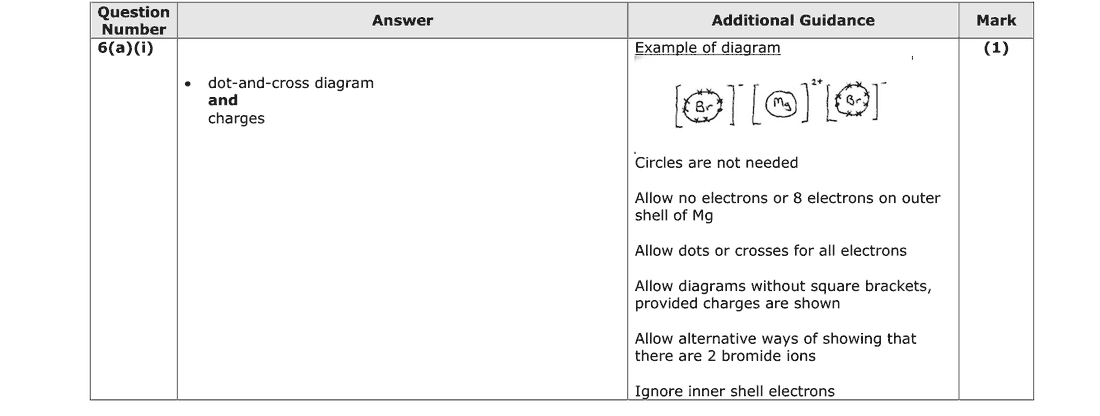 Question Number
Answer
Additional Guidance
Mark
6(a)(i)
• dot-and-cross diagram
and
charges
Example of diagram
[Br]⁻ [Mg]²⁺ [Br]⁻
Circles are not needed
Allow no electrons or 8 electrons on outer
shell of Mg
Allow dots or crosses for all electrons
Allow diagrams without square brackets,
provided charges are shown
Allow alternative ways of showing that
there are 2 bromide ions
Ignore inner shell electrons
(1)